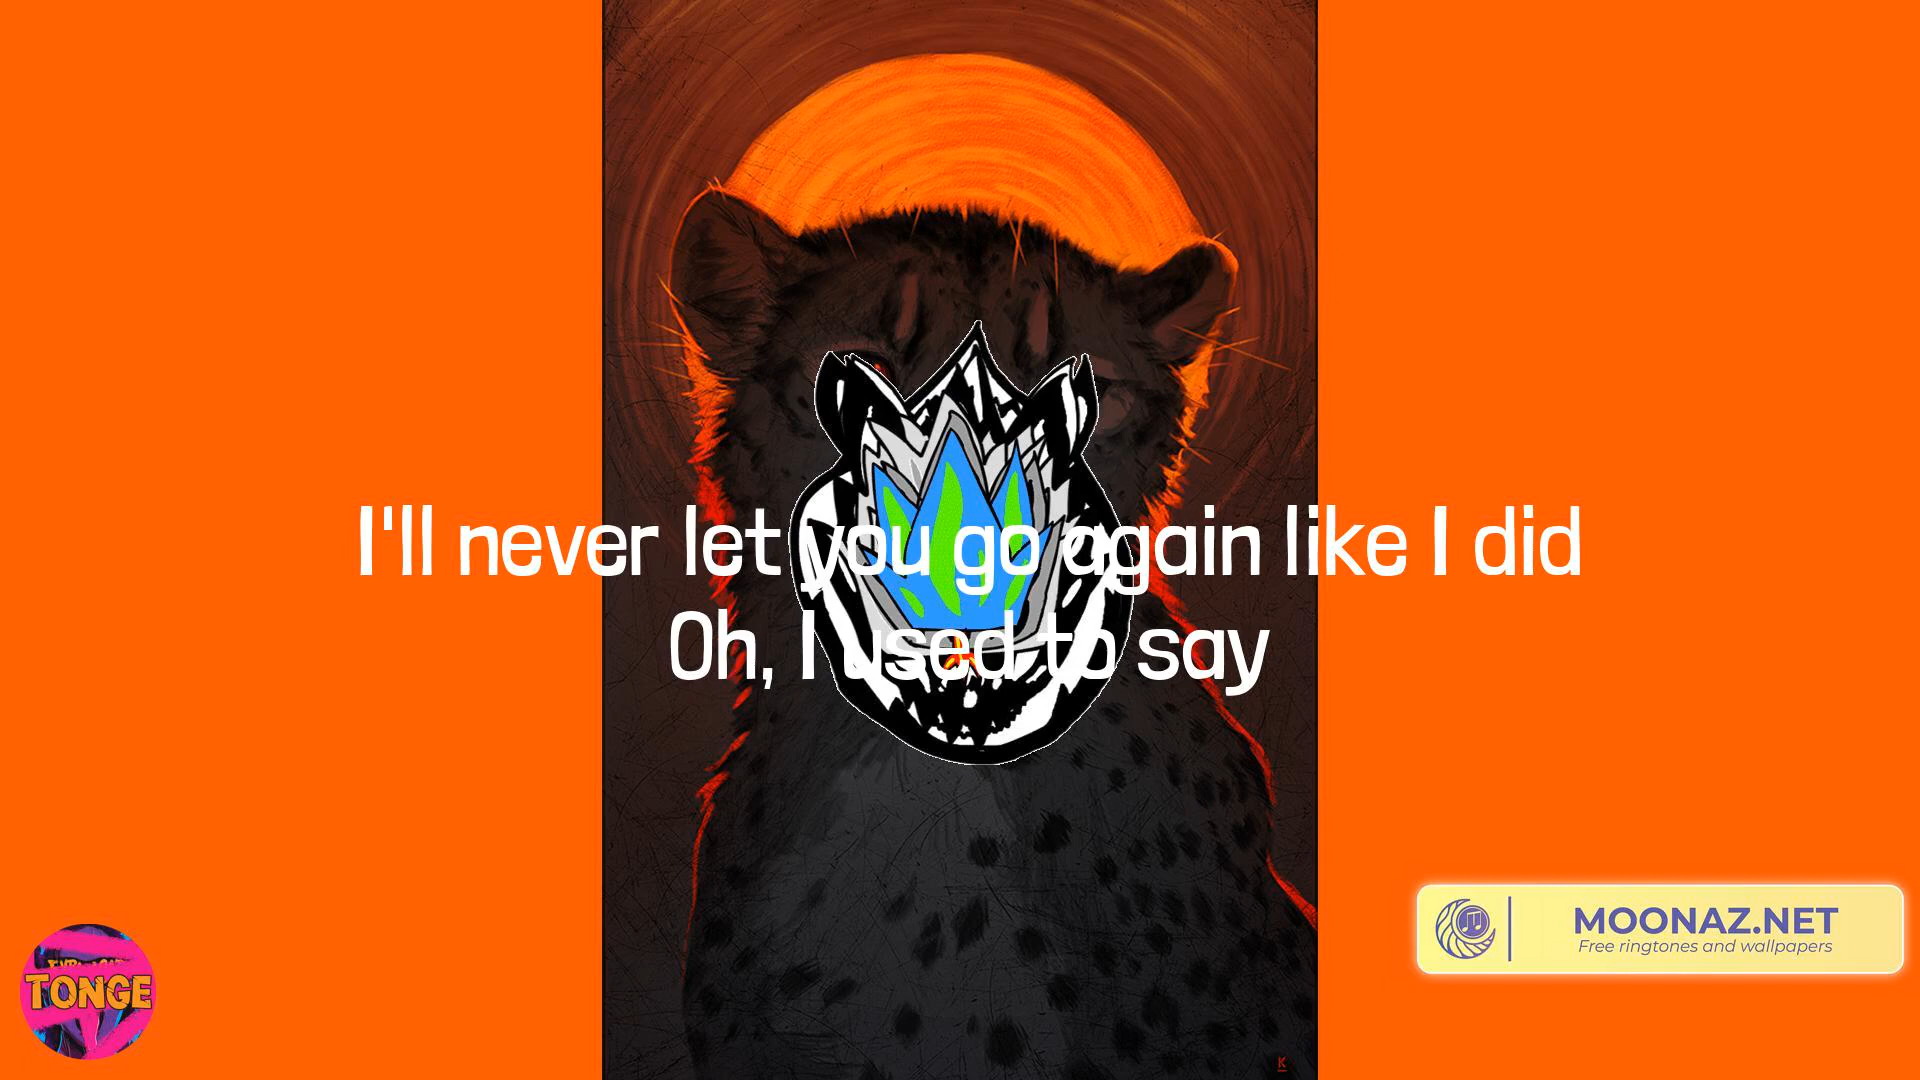 I'll never let you go again like I did
Oh, I used to say
MOONAZ.NET
Free ringtones and wallpapers
TONGE
K